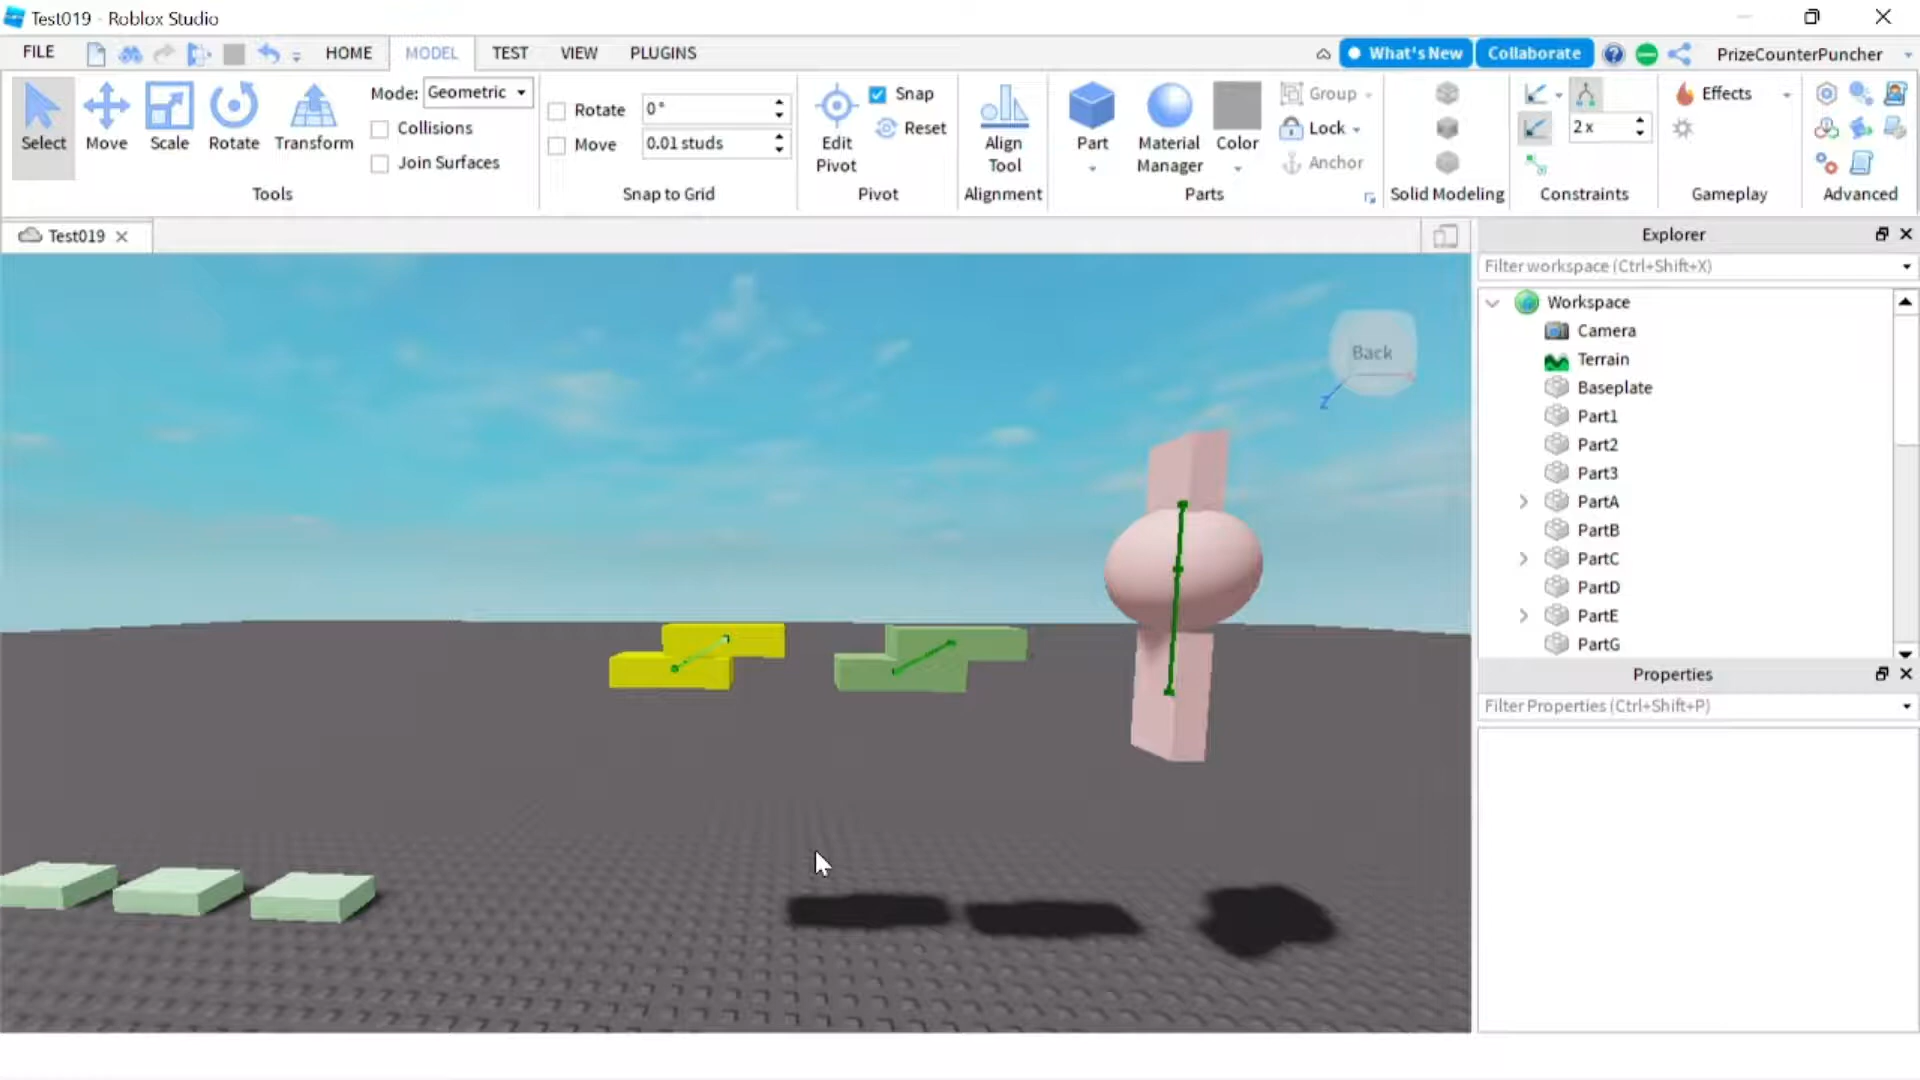 Test019 - Roblox Studio
FILE HOME MODEL TEST VIEW PLUGINS What's New Collaborate PrizeCounterPuncher
Select Move Scale Rotate Transform
Mode: Geometric
Collisions
Join Surfaces
Tools
Rotate 0°
Move 0.01 studs
Snap to Grid
Edit Pivot
Snap
Reset
Pivot
Align Tool
Alignment
Part
Material Manager
Color
Group
Lock
Anchor
Parts
Solid Modeling
2 x
Constraints
Effects
Gameplay
Advanced
Test019
Explorer
Filter workspace (Ctrl+Shift+X)
Workspace
Camera
Terrain
Baseplate
Part1
Part2
Part3
PartA
PartB
PartC
PartD
PartE
PartG
Properties
Filter Properties (Ctrl+Shift+P)
Back
Z